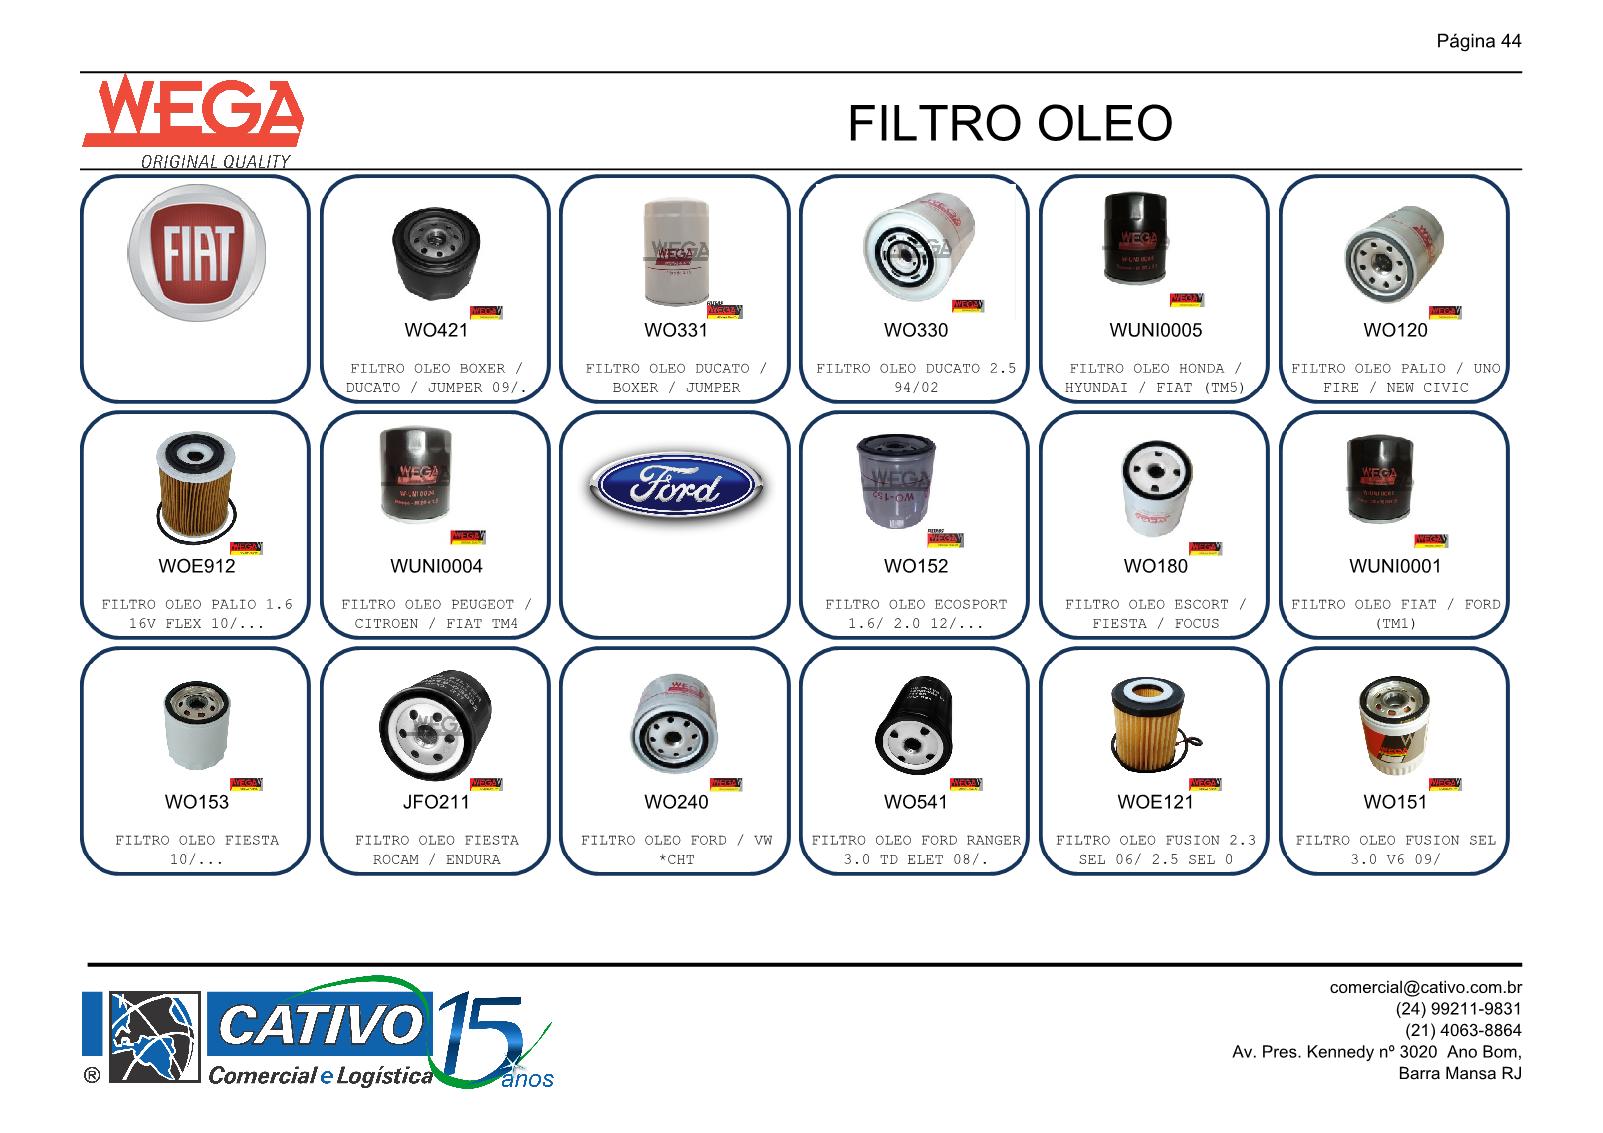 Página 44
WEGA
ORIGINAL QUALITY
FILTRO OLEO
FIAT
WO421
FILTRO OLEO BOXER /
DUCATO / JUMPER 09/.
WEGA
WO331
FILTRO OLEO DUCATO /
BOXER / JUMPER
WO330
FILTRO OLEO DUCATO 2.5
94/02
WEGA
WUNI0005
FILTRO OLEO HONDA /
HYUNDAI / FIAT (TM5)
WEGA
WO120
FILTRO OLEO PALIO / UNO
FIRE / NEW CIVIC
WOE912
FILTRO OLEO PALIO 1.6
16V FLEX 10/...
WEGA
WUNI0004
FILTRO OLEO PEUGEOT /
CITROEN / FIAT TM4
Ford
WEGA
WO152
FILTRO OLEO ECOSPORT
1.6/ 2.0 12/...
WO180
FILTRO OLEO ESCORT /
FIESTA / FOCUS
WEGA
WUNI0001
FILTRO OLEO FIAT / FORD
(TM1)
WO153
FILTRO OLEO FIESTA
10/...
WEGA
JFO211
FILTRO OLEO FIESTA
ROCAM / ENDURA
WEGA
WO240
FILTRO OLEO FORD / VW
*CHT
WO541
FILTRO OLEO FORD RANGER
3.0 TD ELET 08/.
WOE121
FILTRO OLEO FUSION 2.3
SEL 06/ 2.5 SEL 0
WO151
FILTRO OLEO FUSION SEL
3.0 V6 09/
CATIVO 15
® Comercial e Logística anos
comercial@cativo.com.br
(24) 99211-9831
(21) 4063-8864
Av. Pres. Kennedy nº 3020 Ano Bom,
Barra Mansa RJ